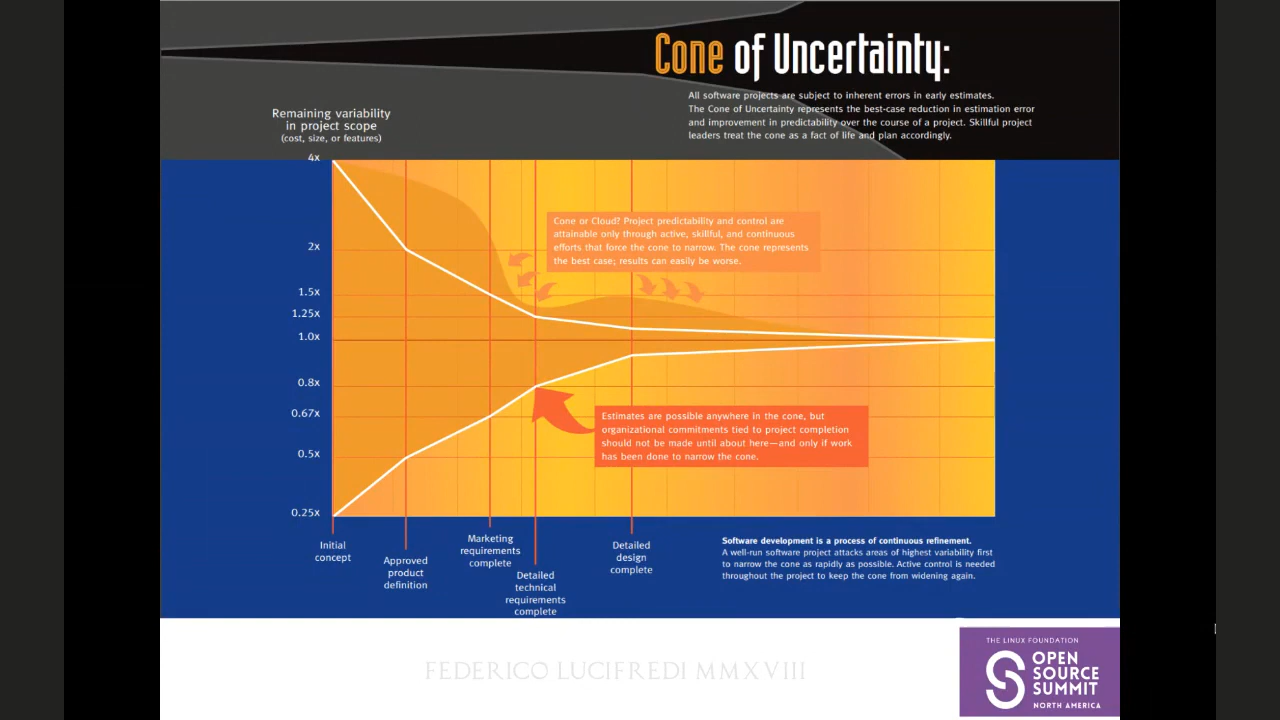 Cone of Uncertainty:
All software projects are subject to inherent errors in early estimates.
The Cone of Uncertainty represents the best-case reduction in estimation error
and improvement in predictability over the course of a project. Skillful project
leaders treat the cone as a fact of life and plan accordingly.
Remaining variability
in project scope
(cost, size, or features)
4x
2x
1.5x
1.25x
1.0x
0.8x
0.67x
0.5x
0.25x
Cone or Cloud? Project predictability and control are
attainable only through active, skillful, and continuous
efforts that force the cone to narrow. The cone represents
the best case; results can easily be worse.
Estimates are possible anywhere in the cone, but
organizational commitments tied to project completion
should not be made until about here—and only if work
has been done to narrow the cone.
Initial
concept
Approved
product
definition
Marketing
requirements
complete
Detailed
technical
requirements
complete
Detailed
design
complete
Software development is a process of continuous refinement.
A well-run software project attacks areas of highest variability first
to narrow the cone as rapidly as possible. Active control is needed
throughout the project to keep the cone from widening again.
FEDERICO LUCIFREDI MMXVIII
THE LINUX FOUNDATION
OPEN
SOURCE
SUMMIT
NORTH AMERICA